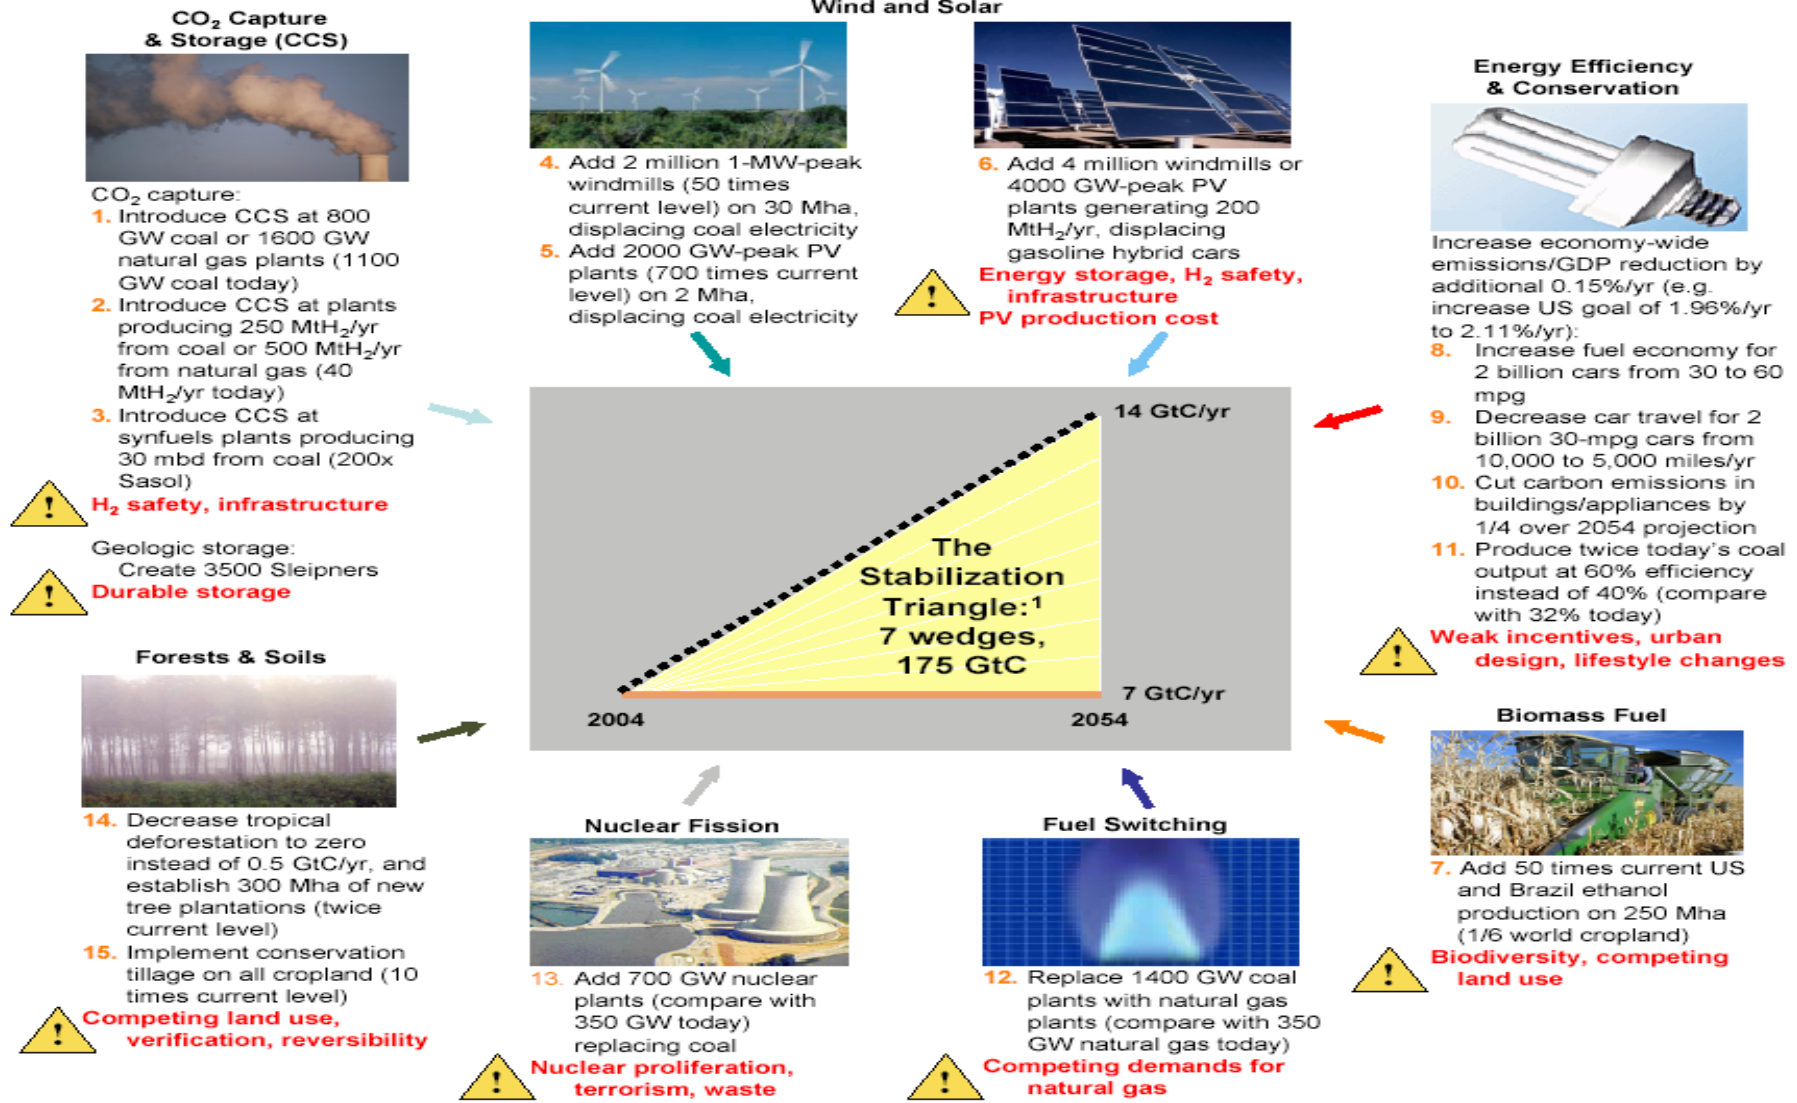 CO₂ Capture
& Storage (CCS)
CO₂ capture:
1. Introduce CCS at 800
GW coal or 1600 GW
natural gas plants (1100
GW coal today)
2. Introduce CCS at plants
producing 250 MtH₂/yr
from coal or 500 MtH₂/yr
from natural gas (40
MtH₂/yr today)
3. Introduce CCS at
synfuels plants producing
30 mbd from coal (200x
Sasol)
!
H₂ safety, infrastructure
Geologic storage:
Create 3500 Sleipners
!
Durable storage
Wind and Solar
4. Add 2 million 1-MW-peak
windmills (50 times
current level) on 30 Mha,
displacing coal electricity
5. Add 2000 GW-peak PV
plants (700 times current
level) on 2 Mha,
displacing coal electricity
6. Add 4 million windmills or
4000 GW-peak PV
plants generating 200
MtH₂/yr, displacing
gasoline hybrid cars
!
Energy storage, H₂ safety,
infrastructure
PV production cost
Energy Efficiency
& Conservation
Increase economy-wide
emissions/GDP reduction by
additional 0.15%/yr (e.g.
increase US goal of 1.96%/yr
to 2.11%/yr):
8. Increase fuel economy for
2 billion cars from 30 to 60
mpg
9. Decrease car travel for 2
billion 30-mpg cars from
10,000 to 5,000 miles/yr
10. Cut carbon emissions in
buildings/appliances by
1/4 over 2054 projection
11. Produce twice today's coal
output at 60% efficiency
instead of 40% (compare
with 32% today)
!
Weak incentives, urban
design, lifestyle changes
14 GtC/yr
The
Stabilization
Triangle:¹
7 wedges,
175 GtC
7 GtC/yr
2004
2054
Forests & Soils
14. Decrease tropical
deforestation to zero
instead of 0.5 GtC/yr, and
establish 300 Mha of new
tree plantations (twice
current level)
15. Implement conservation
tillage on all cropland (10
times current level)
!
Competing land use,
verification, reversibility
Nuclear Fission
13. Add 700 GW nuclear
plants (compare with
350 GW today)
replacing coal
!
Nuclear proliferation,
terrorism, waste
Fuel Switching
12. Replace 1400 GW coal
plants with natural gas
plants (compare with 350
GW natural gas today)
!
Competing demands for
natural gas
Biomass Fuel
7. Add 50 times current US
and Brazil ethanol
production on 250 Mha
(1/6 world cropland)
!
Biodiversity, competing
land use